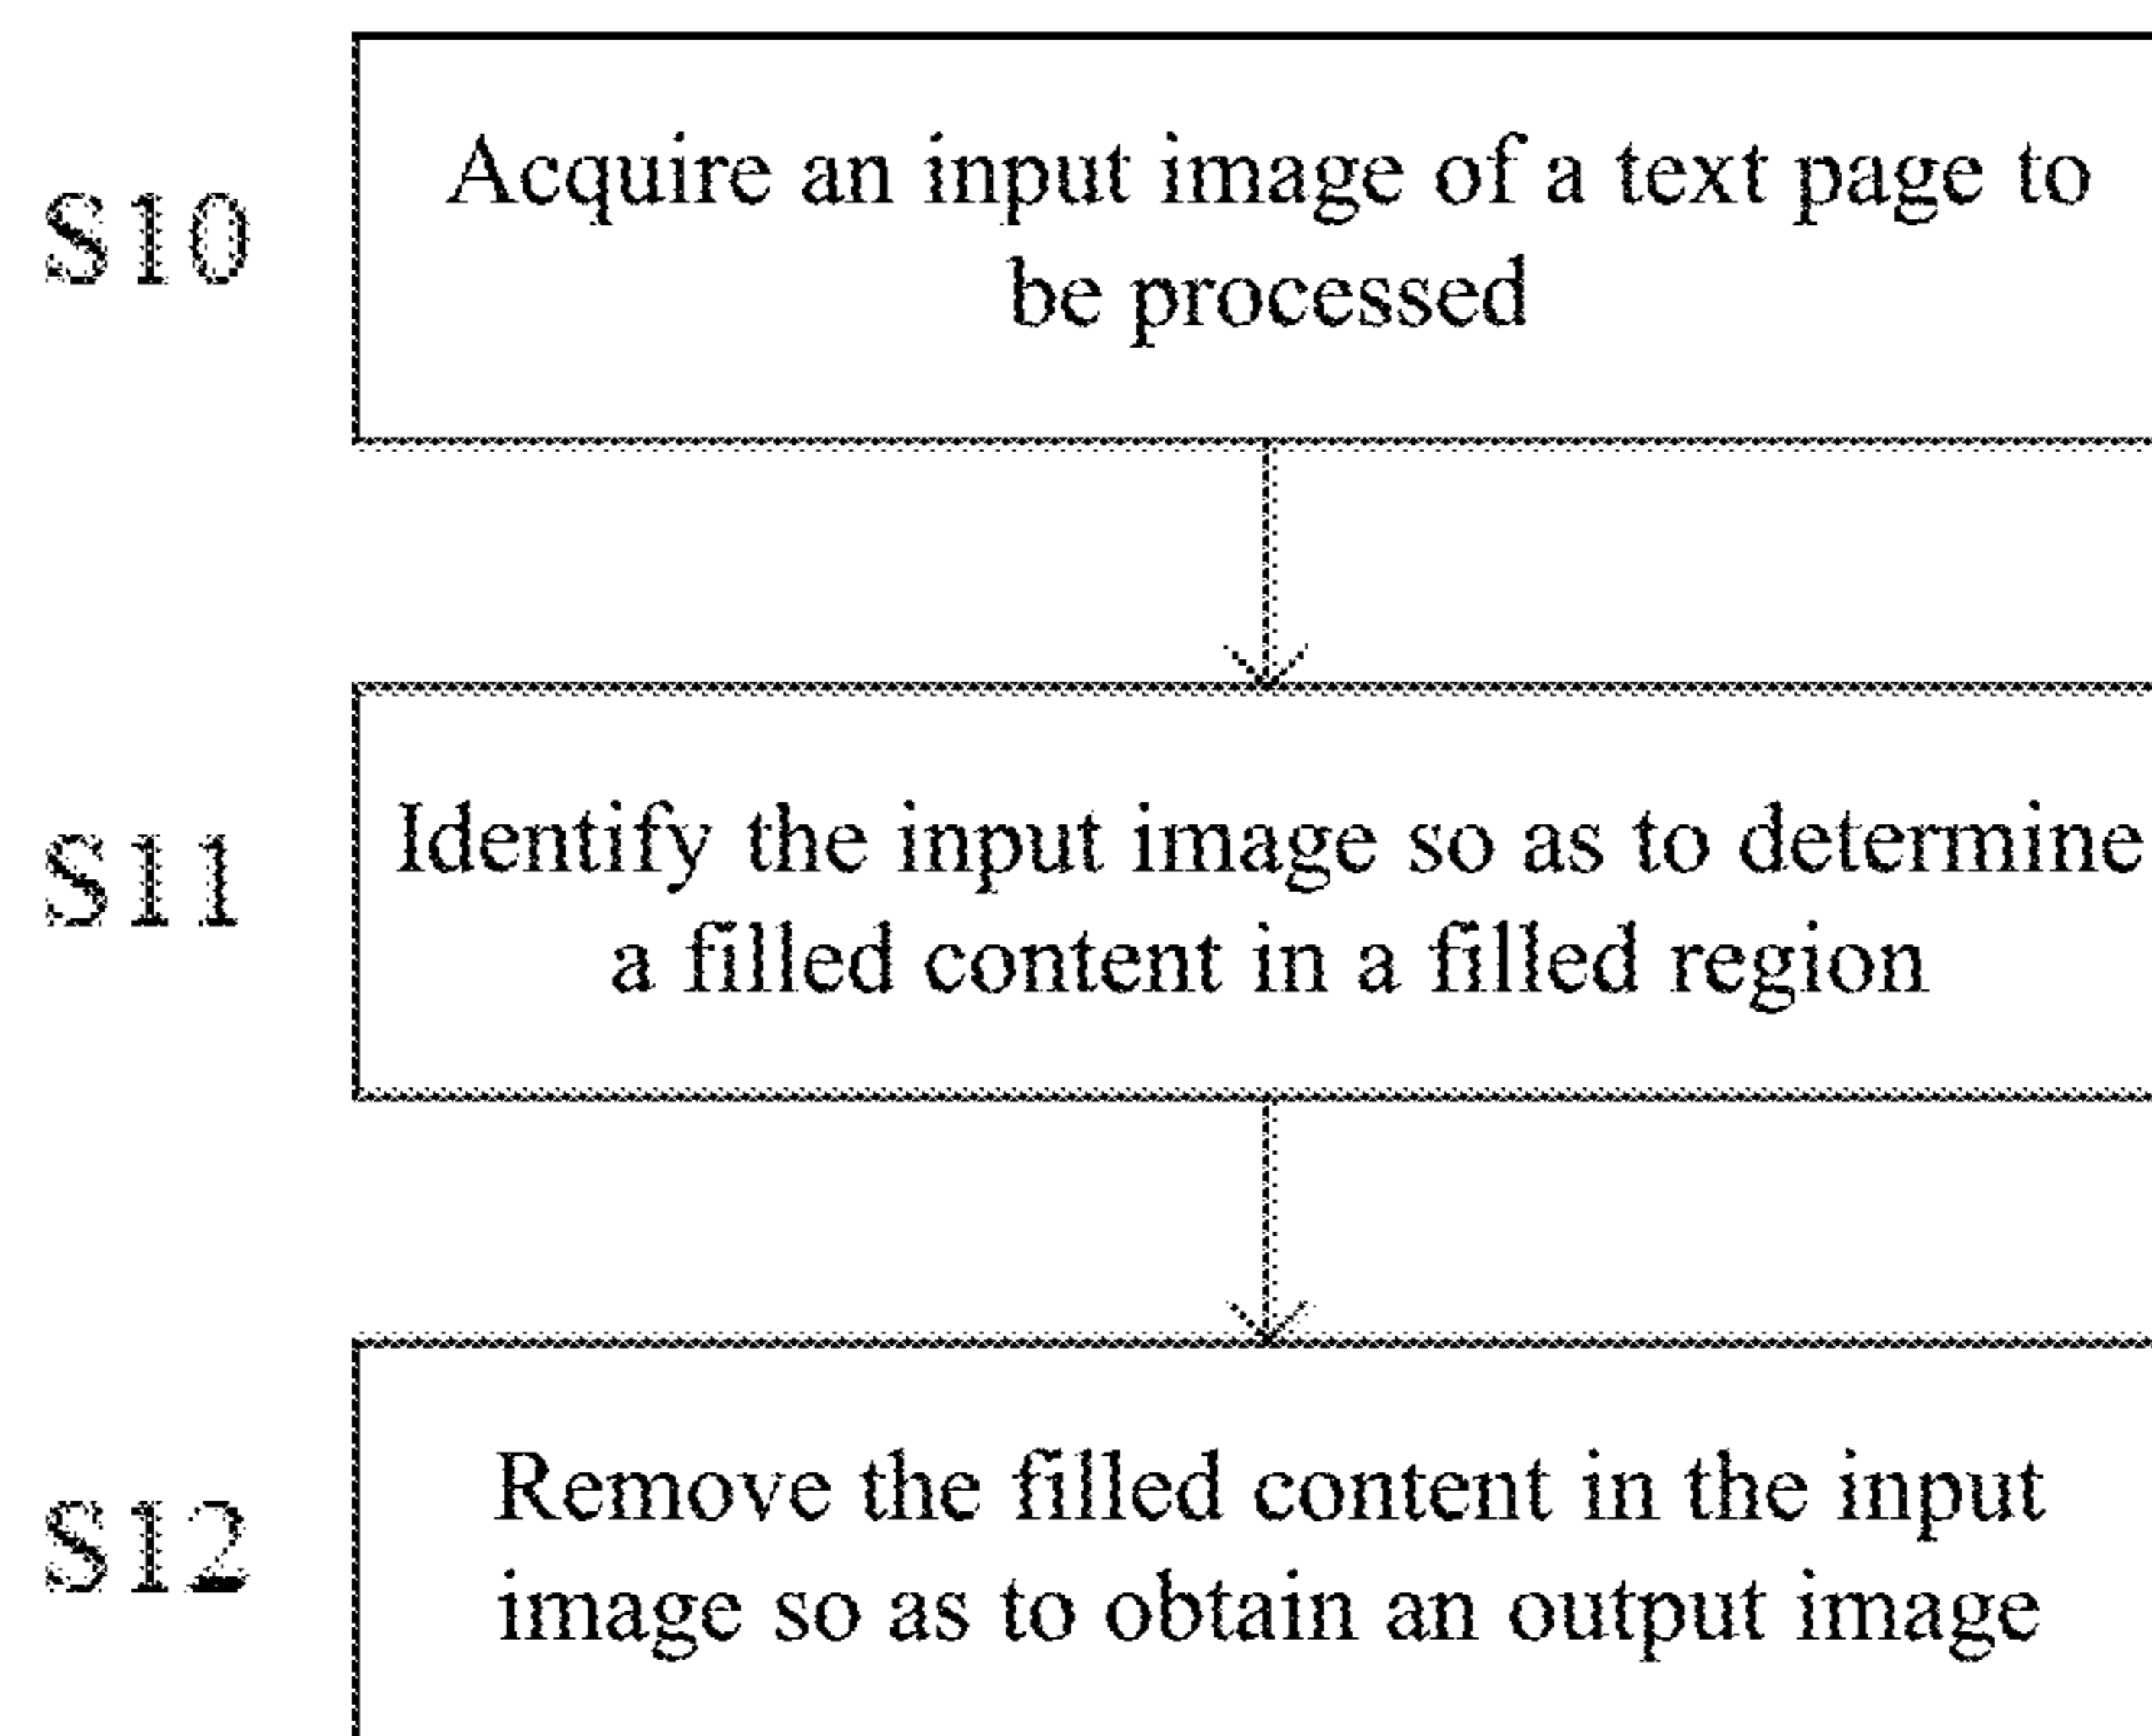 S10
Acquire an input image of a text page to
be processed
S11
Identify the input image so as to determine
a filled content in a filled region
S12
Remove the filled content in the input
image so as to obtain an output image